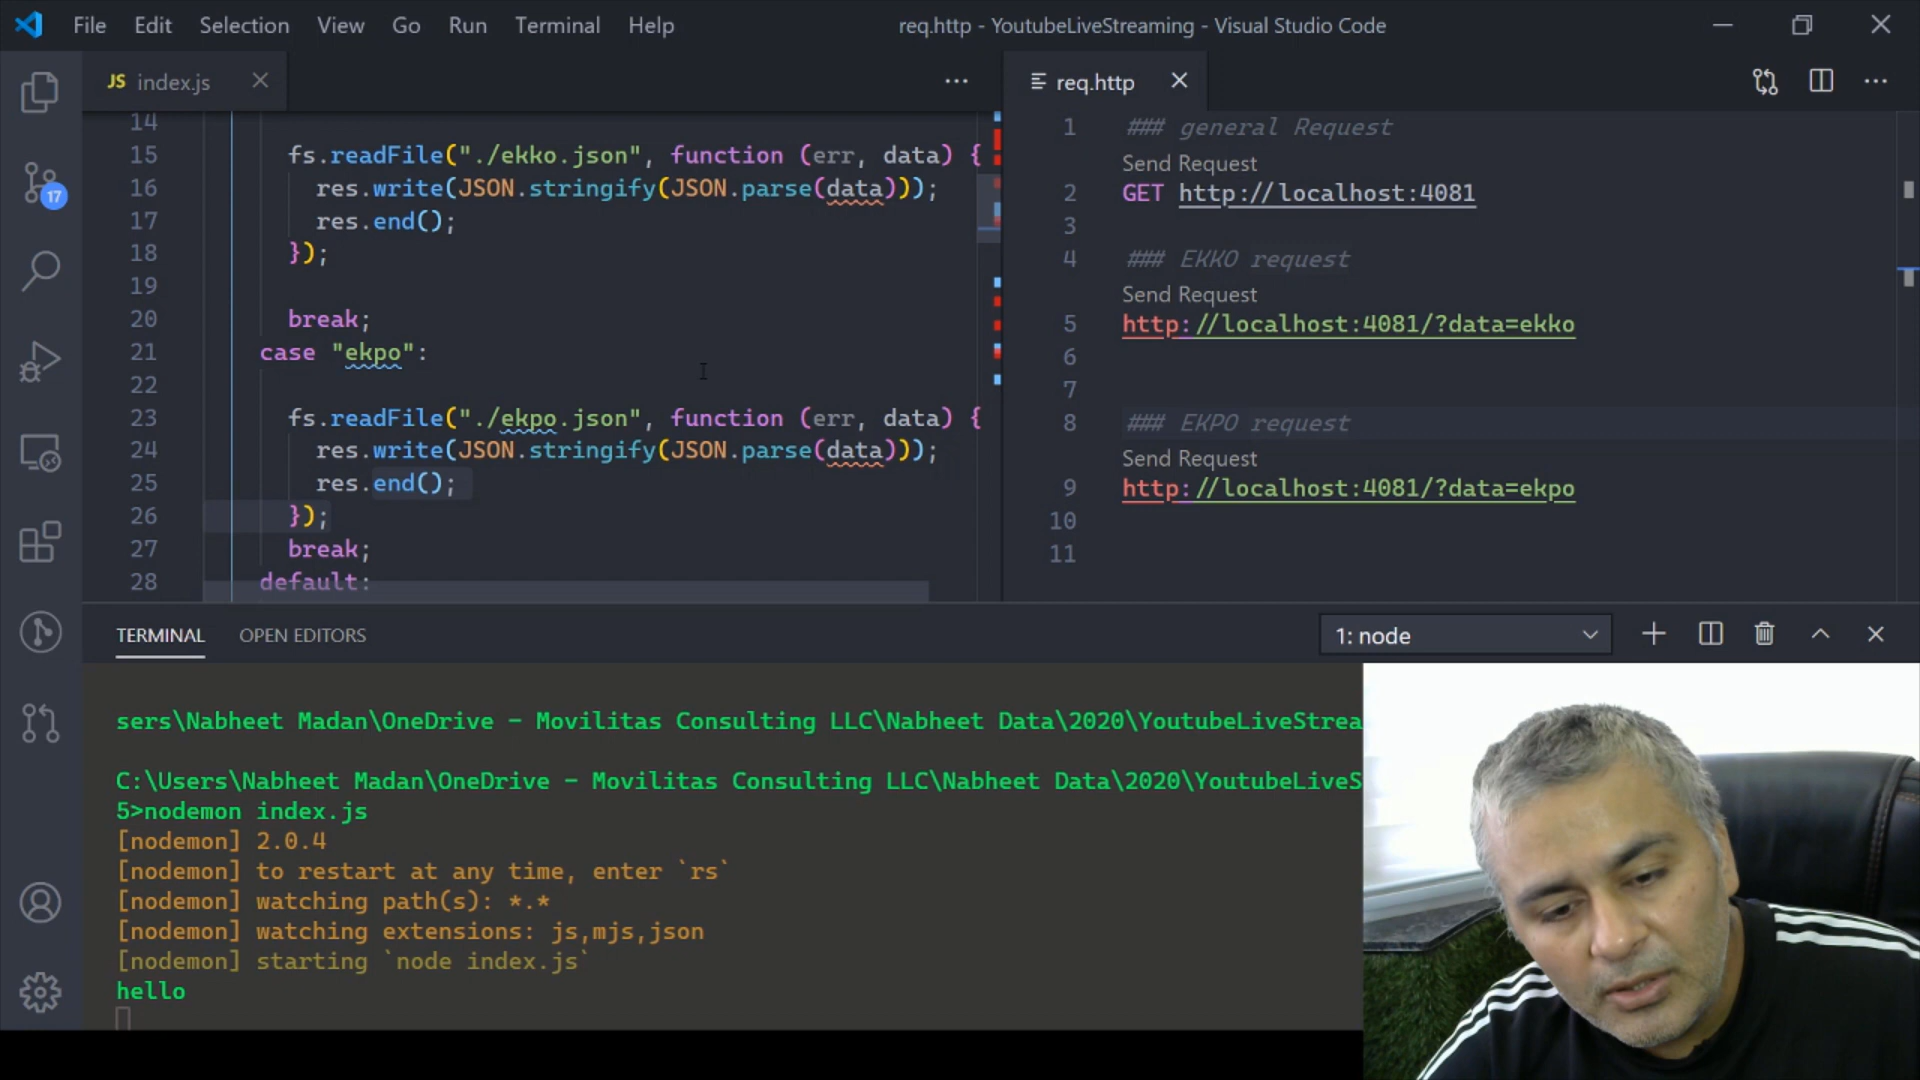 File Edit Selection View Go Run Terminal Help
req.http - YoutubeLiveStreaming - Visual Studio Code
JS index.js
req.http
17
14
15 fs.readFile("./ekko.json", function (err, data) {
16 res.write(JSON.stringify(JSON.parse(data)));
17 res.end();
18 });
19
20 break;
21 case "ekpo":
22
23 fs.readFile("./ekpo.json", function (err, data) {
24 res.write(JSON.stringify(JSON.parse(data)));
25 res.end();
26 });
27 break;
28 default:
1 ### general Request
Send Request
2 GET http://localhost:4081
3
4 ### EKKO request
Send Request
5 http://localhost:4081/?data=ekko
6
7
8 ### EKPO request
Send Request
9 http://localhost:4081/?data=ekpo
10
11
TERMINAL OPEN EDITORS
1: node
sers\Nabheet Madan\OneDrive - Movilitas Consulting LLC\Nabheet Data\2020\YoutubeLiveStrea
C:\Users\Nabheet Madan\OneDrive - Movilitas Consulting LLC\Nabheet Data\2020\YoutubeLiveS
5>nodemon index.js
[nodemon] 2.0.4
[nodemon] to restart at any time, enter `rs`
[nodemon] watching path(s): *.*
[nodemon] watching extensions: js,mjs,json
[nodemon] starting `node index.js`
hello